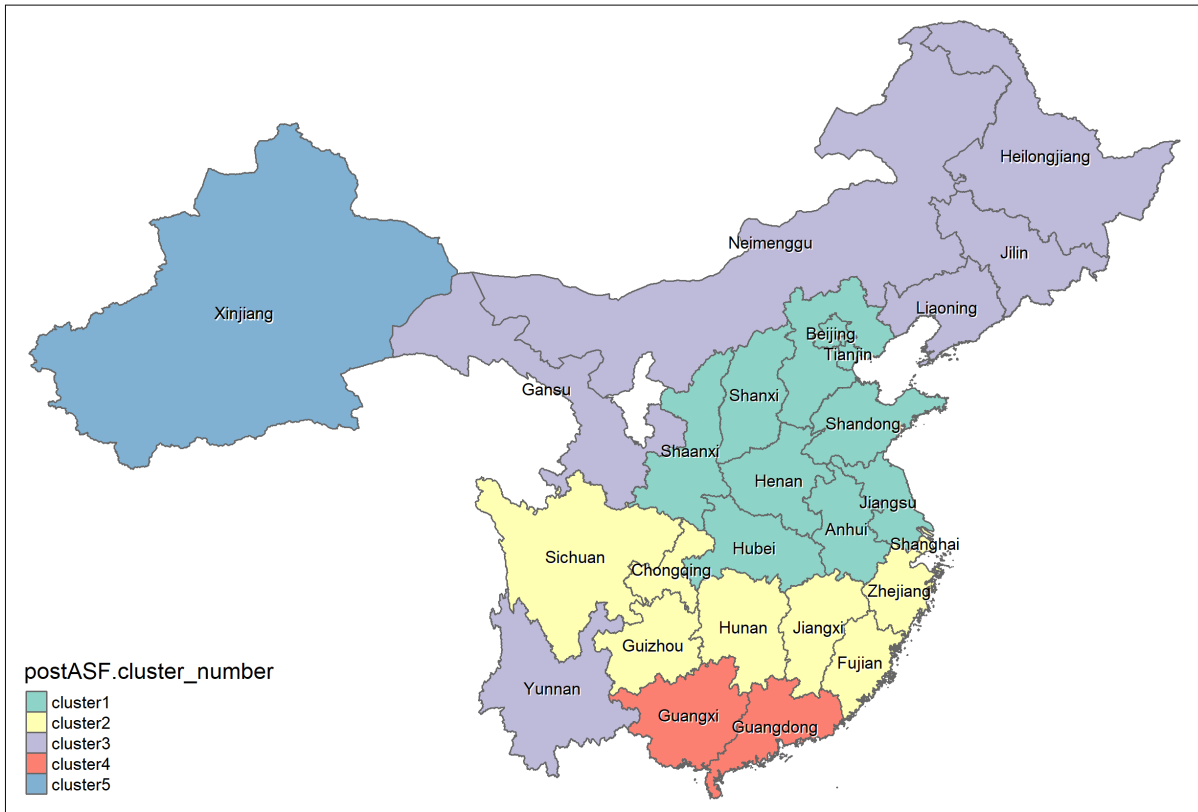 Heilongjiang
Neimenggu
Jilin
Xinjiang
Liaoning
Beijing
Tianjin
Gansu
Shanxi
Shandong
Shaanxi
Henan
Jiangsu
Anhui
Shanghai
Hubei
Sichuan
Chongqing
Zhejiang
Hunan
Jiangxi
Guizhou
Fujian
Yunnan
Guangxi
Guangdong
postASF.cluster_number
cluster1
cluster2
cluster3
cluster4
cluster5